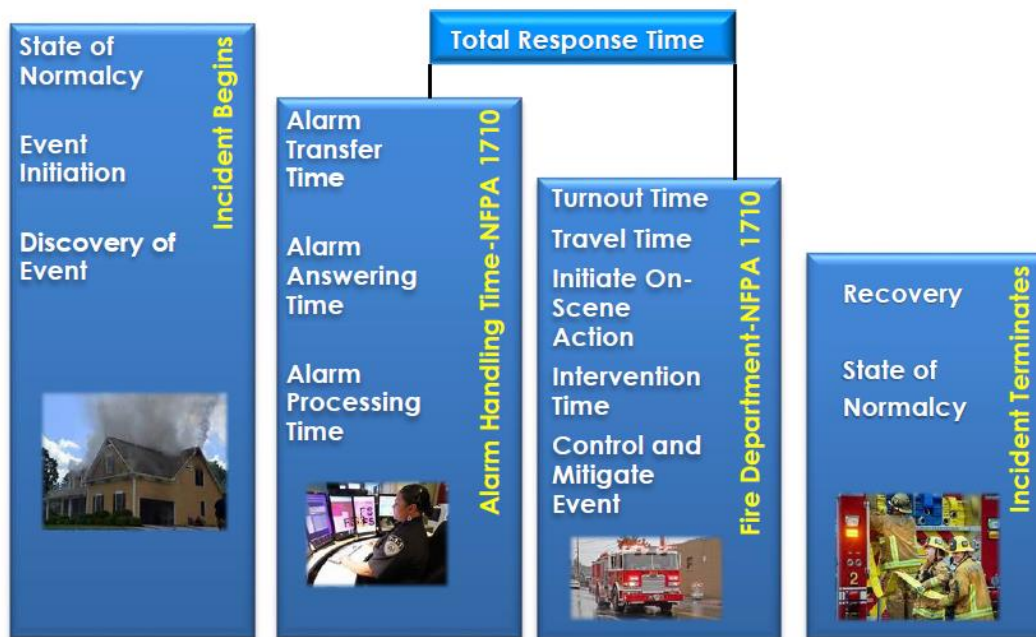 Total Response Time
State of
Normalcy
Event
Initiation
Discovery of
Event
Incident Begins
Alarm
Transfer
Time
Alarm
Answering
Time
Alarm
Processing
Time
Alarm Handling Time-NFPA 1710
Turnout Time
Travel Time
Initiate On-
Scene
Action
Intervention
Time
Control and
Mitigate
Event
Fire Department-NFPA 1710
Recovery
State of
Normalcy
Incident Terminates
2